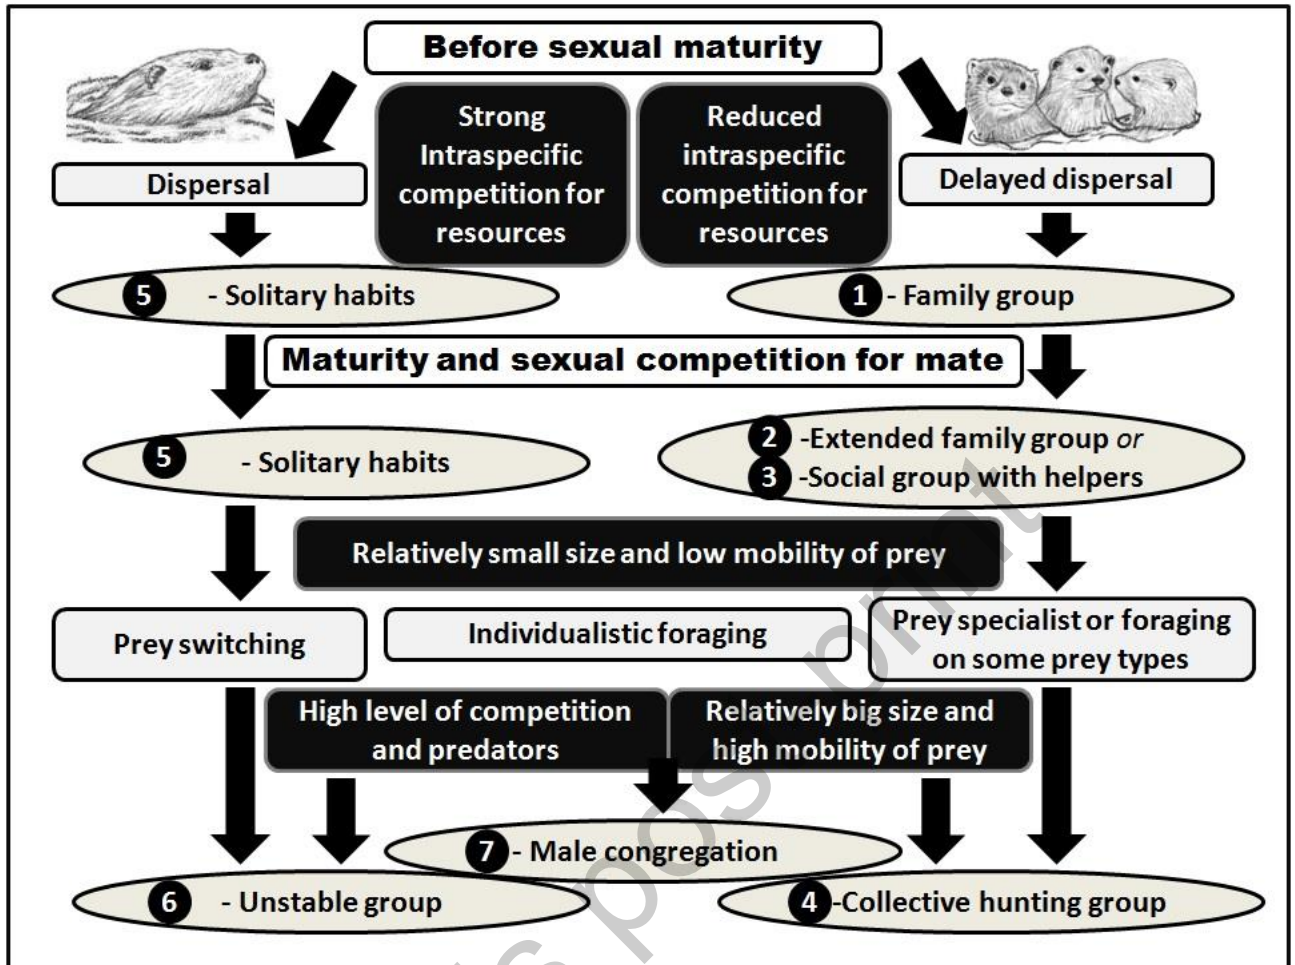 Before sexual maturity
Strong
Intraspecific
competition for
resources
Reduced
intraspecific
competition for
resources
Dispersal
Delayed dispersal
5 - Solitary habits
1 - Family group
Maturity and sexual competition for mate
5 - Solitary habits
2 -Extended family group or
3 -Social group with helpers
Relatively small size and low mobility of prey
Prey switching
Individualistic foraging
Prey specialist or foraging
on some prey types
High level of competition
and predators
Relatively big size and
high mobility of prey
7 - Male congregation
6 - Unstable group
4 -Collective hunting group
s post print